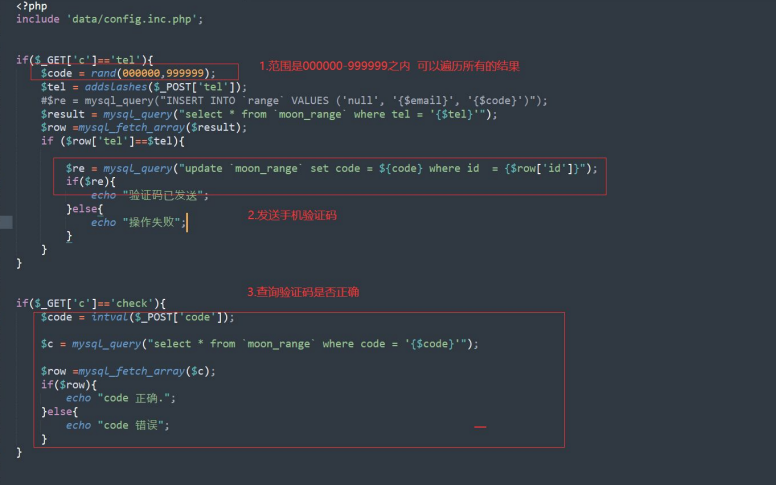 <?php
include 'data/config.inc.php';
if($_GET['c']=='tel'){
$code = rand(000000,999999);
1.范围是000000-999999之内 可以遍历所有的结果
$tel = addslashes($_POST['tel']);
#$re = mysql_query("INSERT INTO `range` VALUES ('null', '{$email}', '{$code}')");
$result = mysql_query("select * from `moon_range` where tel = '{$tel}'");
$row =mysql_fetch_array($result);
if ($row['tel']==$tel){
$re = mysql_query("update `moon_range` set code = ${code} where id  = {$row['id']}");
if($re){
echo "验证码已发送";
}else{
2.发送手机验证码
echo "操作失败";
}
}
}
3.查询验证码是否正确
if($_GET['c']=='check'){
$code = intval($_POST['code']);
$c = mysql_query("select * from `moon_range` where code = '{$code}'");
$row =mysql_fetch_array($c);
if($row){
echo "code 正确.";
}else{
echo "code 错误";
}
}